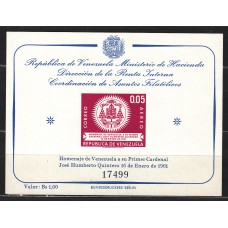 República de Venezuela Ministerio de Hacienda
Dirección de la Renta Interna
Coordinación de Asuntos Filatélicos
0.05
CORREO
AEREO
REPUBLICA DE VENEZUELA
Homenaje de Venezuela a su Primer Cardenal
José Humberto Quintero 16 de Enero de 1961
17499
Valor: Bs 1,00